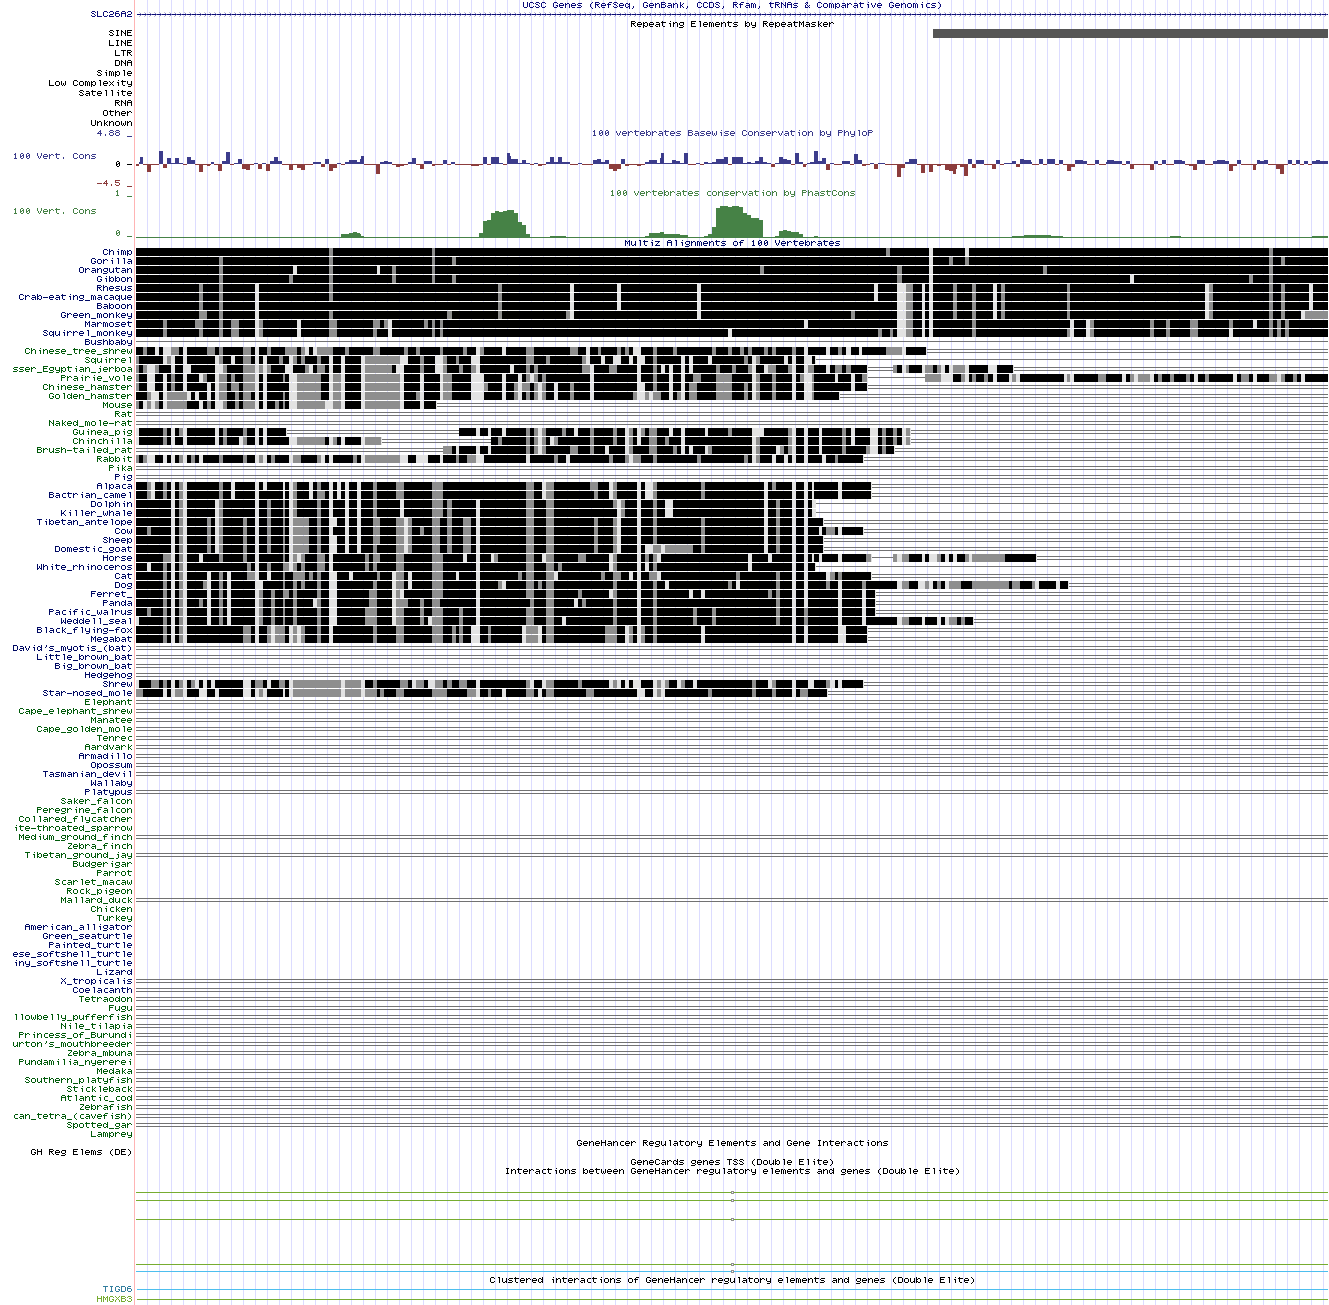 UCSC Genes (RefSeq, GenBank, CCDS, Rfam, tRNAs & Comparative Genomics)
SLC26A2
Repeating Elements by RepeatMasker
SINE
LINE
LTR
DNA
Simple
Low Complexity
Satellite
RNA
Other
Unknown
4.88 _
100 vertebrates Basewise Conservation by PhyloP
100 Vert. Cons
0 -
-4.5 _
100 vertebrates conservation by PhastCons
1 _
100 Vert. Cons
0 _
Multiz Alignments of 100 Vertebrates
Chimp
Gorilla
Orangutan
Gibbon
Rhesus
Crab-eating_macaque
Baboon
Green_monkey
Marmoset
Squirrel_monkey
Bushbaby
Chinese_tree_shrew
Squirrel
sser_Egyptian_jerboa
Prairie_vole
Chinese_hamster
Golden_hamster
Mouse
Rat
Naked_mole-rat
Guinea_pig
Chinchilla
Brush-tailed_rat
Rabbit
Pika
Pig
Alpaca
Bactrian_camel
Dolphin
Killer_whale
Tibetan_antelope
Cow
Sheep
Domestic_goat
Horse
White_rhinoceros
Cat
Dog
Ferret_
Panda
Pacific_walrus
Weddell_seal
Black_flying-fox
Megabat
David's_myotis_(bat)
Little_brown_bat
Big_brown_bat
Hedgehog
Shrew
Star-nosed_mole
Elephant
Cape_elephant_shrew
Manatee
Cape_golden_mole
Tenrec
Aardvark
Armadillo
Opossum
Tasmanian_devil
Wallaby
Platypus
Saker_falcon
Peregrine_falcon
Collared_flycatcher
ite-throated_sparrow
Medium_ground_finch
Zebra_finch
Tibetan_ground_jay
Budgerigar
Parrot
Scarlet_macaw
Rock_pigeon
Mallard_duck
Chicken
Turkey
American_alligator
Green_seaturtle
Painted_turtle
ese_softshell_turtle
iny_softshell_turtle
Lizard
X_tropicalis
Coelacanth
Tetraodon
Fugu
llowbelly_pufferfish
Nile_tilapia
Princess_of_Burundi
urton's_mouthbreeder
Zebra_mbuna
Pundamilia_nyererei
Medaka
Southern_platyfish
Stickleback
Atlantic_cod
Zebrafish
can_tetra_(cavefish)
Spotted_gar
Lamprey
GeneHancer Regulatory Elements and Gene Interactions
GH Reg Elems (DE)
GeneCards genes TSS (Double Elite)
Interactions between GeneHancer regulatory elements and genes (Double Elite)
Clustered interactions of GeneHancer regulatory elements and genes (Double Elite)
TIGD6
HMGXB3